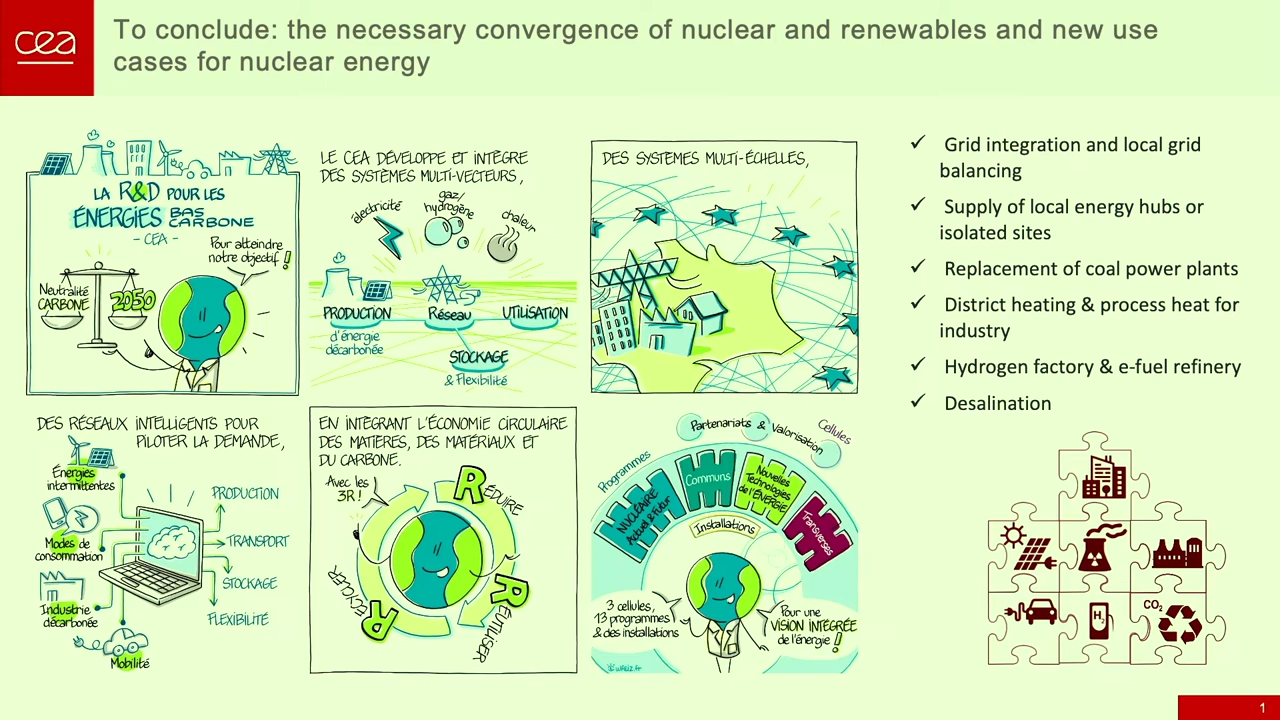 cea
To conclude: the necessary convergence of nuclear and renewables and new use
cases for nuclear energy
LA R&D POUR LES
ÉNERGIES BAS
CARBONE
- CEA -
Pour atteindre
notre objectif !
Neutralité
CARBONE
2050
LE CEA DÉVELOPPE ET INTÈGRE
DES SYSTÈMES MULTI-VECTEURS,
électricité
gaz/
hydrogène
chaleur
PRODUCTION
d'énergie
décarbonée
Réseau
UTILISATION
STOCKAGE
& Flexibilité
DES SYSTÈMES MULTI-ÉCHELLES,
DES RÉSEAUX INTELLIGENTS POUR
PILOTER LA DEMANDE,
Énergies
intermittentes
Modes de
consommation
Industrie
décarbonée
Mobilité
PRODUCTION
TRANSPORT
STOCKAGE
FLEXIBILITÉ
EN INTÉGRANT L'ÉCONOMIE CIRCULAIRE
DES MATIÈRES, DES MATÉRIAUX ET
DU CARBONE.
Avec les
3R !
RÉDUIRE
RÉUTILISER
RECYCLER
Partenariats & Valorisation
Cellules
Programmes
NUCLÉAIRE
Actuel & Futur
Communs
Nouvelles
Technologies
de l'ÉNERGIE
Transverses
Installations
3 cellules,
13 programmes
& des installations
Pour une
VISION INTÉGRÉE
de l'énergie !
✓ Grid integration and local grid
balancing
✓ Supply of local energy hubs or
isolated sites
✓ Replacement of coal power plants
✓ District heating & process heat for
industry
✓ Hydrogen factory & e-fuel refinery
✓ Desalination
H2
CO2
1